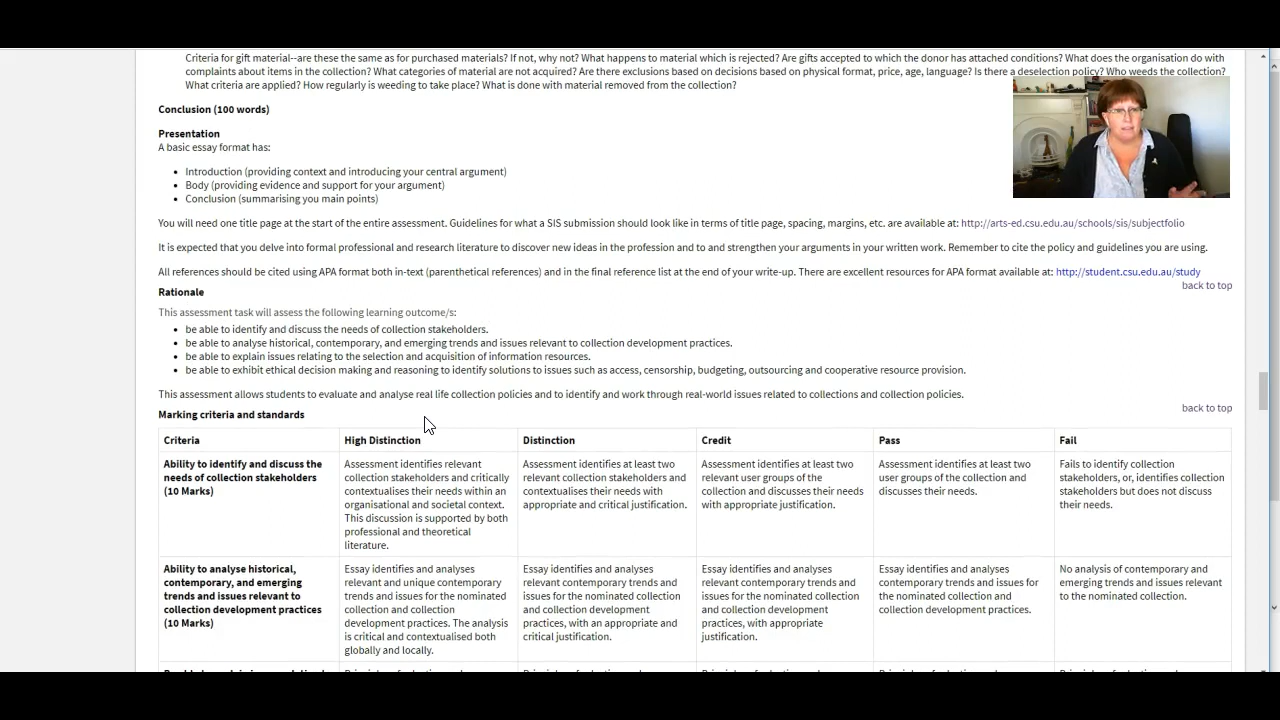 Criteria for gift material--are these the same as for purchased materials? If not, why not? What happens to material which is rejected? Are gifts accepted to which the donor has attached conditions? What does the organisation do with
complaints about items in the collection? What categories of material are not acquired? Are there exclusions based on decisions based on physical format, price, age, language? Is there a deselection policy? Who weeds the collection?
What criteria are applied? How regularly is weeding to take place? What is done with material removed from the collection?
Conclusion (100 words)
Presentation
A basic essay format has:
• Introduction (providing context and introducing your central argument)
• Body (providing evidence and support for your argument)
• Conclusion (summarising you main points)
You will need one title page at the start of the entire assessment. Guidelines for what a SIS submission should look like in terms of title page, spacing, margins, etc. are available at: http://arts-ed.csu.edu.au/schools/sis/subjectfolio
It is expected that you delve into formal professional and research literature to discover new ideas in the profession and to and strengthen your arguments in your written work. Remember to cite the policy and guidelines you are using.
All references should be cited using APA format both in-text (parenthetical references) and in the final reference list at the end of your write-up. There are excellent resources for APA format available at: http://student.csu.edu.au/study
back to top
Rationale
This assessment task will assess the following learning outcome/s:
• be able to identify and discuss the needs of collection stakeholders.
• be able to analyse historical, contemporary, and emerging trends and issues relevant to collection development practices.
• be able to explain issues relating to the selection and acquisition of information resources.
• be able to exhibit ethical decision making and reasoning to identify solutions to issues such as access, censorship, budgeting, outsourcing and cooperative resource provision.
This assessment allows students to evaluate and analyse real life collection policies and to identify and work through real-world issues related to collections and collection policies.
back to top
Marking criteria and standards
Criteria
High Distinction
Distinction
Credit
Pass
Fail
Ability to identify and discuss the
needs of collection stakeholders
(10 Marks)
Assessment identifies relevant
collection stakeholders and critically
contextualises their needs within an
organisational and societal context.
This discussion is supported by both
professional and theoretical
literature.
Assessment identifies at least two
relevant collection stakeholders and
contextualises their needs with
appropriate and critical justification.
Assessment identifies at least two
relevant user groups of the
collection and discusses their needs
with appropriate justification.
Assessment identifies at least two
user groups of the collection and
discusses their needs.
Fails to identify collection
stakeholders, or, identifies collection
stakeholders but does not discuss
their needs.
Ability to analyse historical,
contemporary, and emerging
trends and issues relevant to
collection development practices
(10 Marks)
Essay identifies and analyses
relevant and unique contemporary
trends and issues for the nominated
collection and collection
development practices. The analysis
is critical and contextualised both
globally and locally.
Essay identifies and analyses
relevant contemporary trends and
issues for the nominated collection
and collection development
practices, with an appropriate and
critical justification.
Essay identifies and analyses
relevant contemporary trends and
issues for the nominated collection
and collection development
practices, with appropriate
justification.
Essay identifies and analyses
contemporary trends and issues for
the nominated collection and
collection development practices.
No analysis of contemporary and
emerging trends and issues relevant
to the nominated collection.